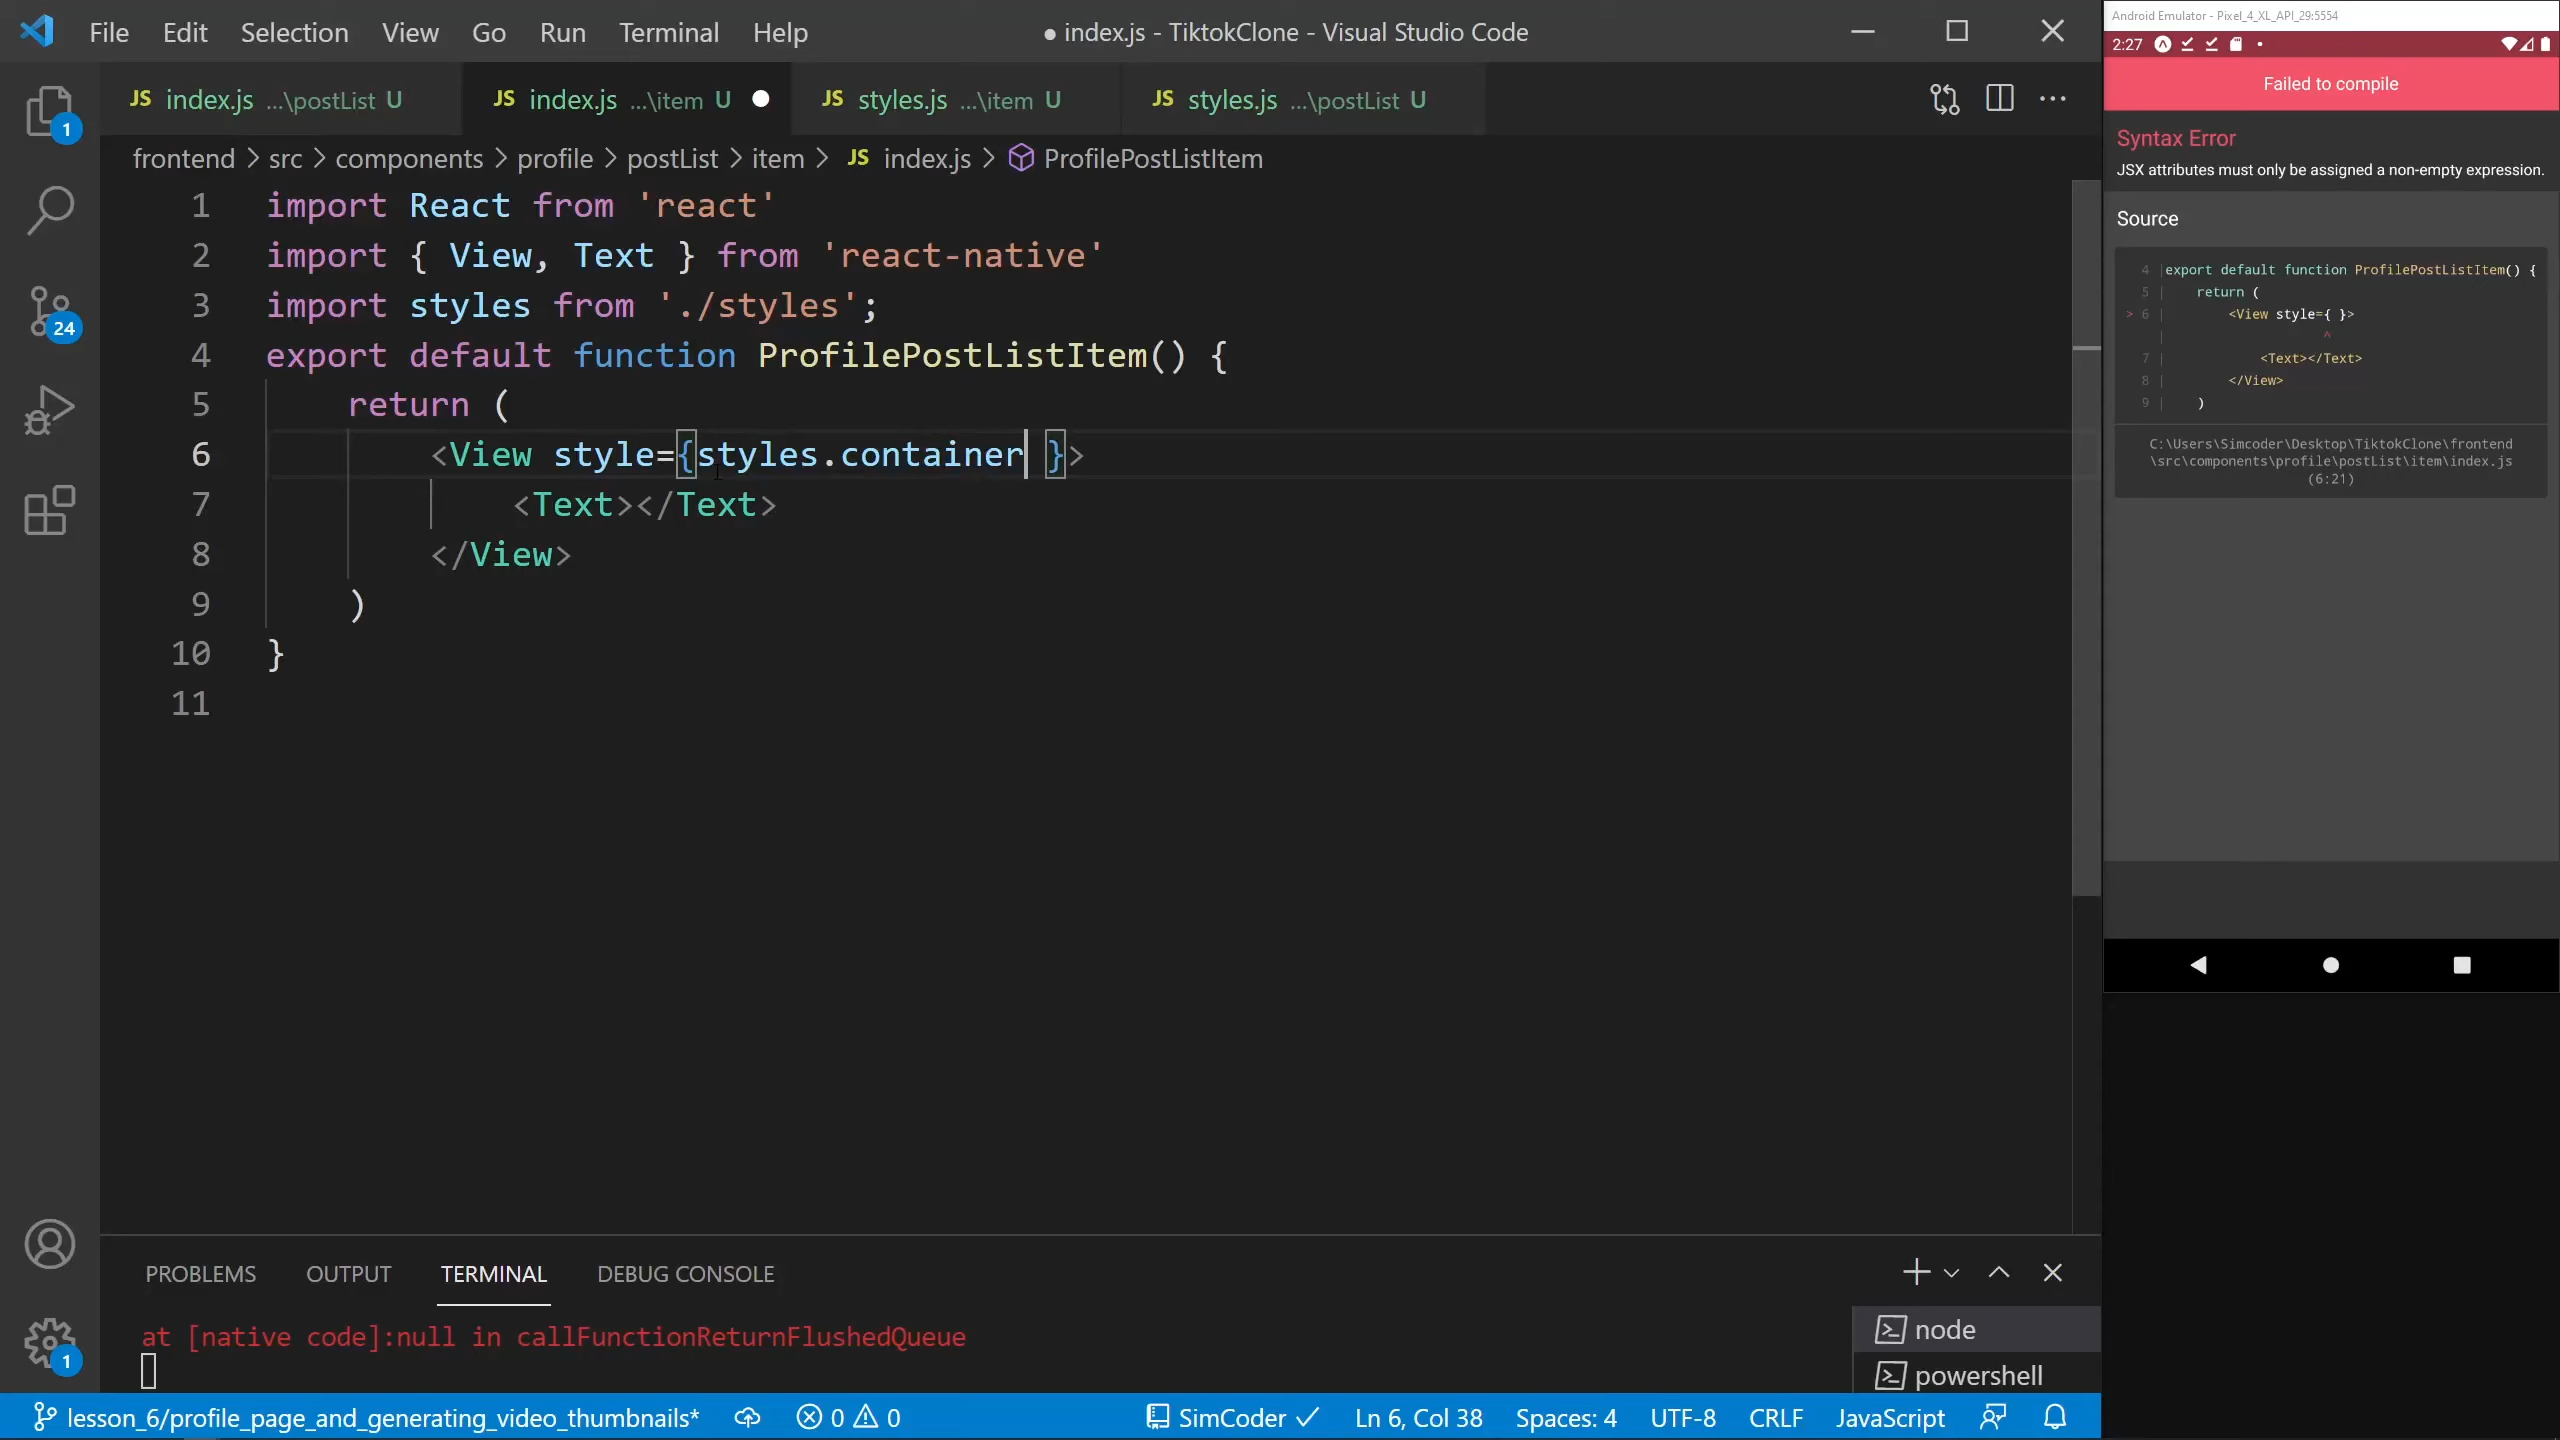 File Edit Selection View Go Run Terminal Help
● index.js - TiktokClone - Visual Studio Code
JS index.js ...\postList U
JS index.js ...\item U
JS styles.js ...\item U
JS styles.js ...\postList U
frontend > src > components > profile > postList > item > JS index.js > ProfilePostListItem
1 import React from 'react'
2 import { View, Text } from 'react-native'
3 import styles from './styles';
4 export default function ProfilePostListItem() {
5 return (
6 <View style={styles.container }>
7 <Text></Text>
8 </View>
9 )
10 }
11
1
24
1
PROBLEMS OUTPUT TERMINAL DEBUG CONSOLE
at [native code]:null in callFunctionReturnFlushedQueue
node
powershell
lesson_6/profile_page_and_generating_video_thumbnails* 0 0 SimCoder Ln 6, Col 38 Spaces: 4 UTF-8 CRLF JavaScript
Android Emulator - Pixel_4_XL_API_29:5554
2:27
Failed to compile
Syntax Error
JSX attributes must only be assigned a non-empty expression.
Source
4 |export default function ProfilePostListItem() {
5 | return (
> 6 | <View style={ }>
| ^
7 | <Text></Text>
8 | </View>
9 | )
C:\Users\Simcoder\Desktop\TiktokClone\frontend
\src\components\profile\postList\item\index.js
(6:21)